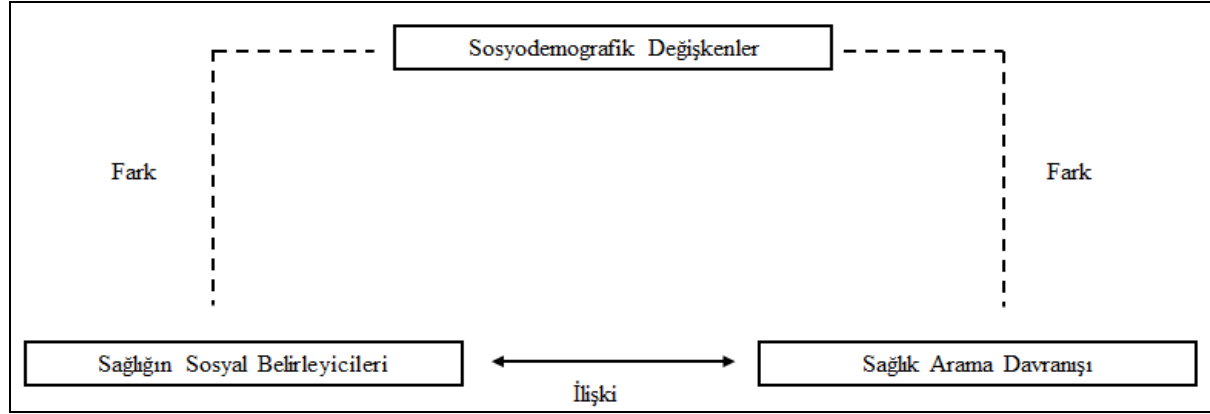 Sosyodemografik Değişkenler
Fark
Fark
Sağlığın Sosyal Belirleyicileri
Sağlık Arama Davranışı
İlişki